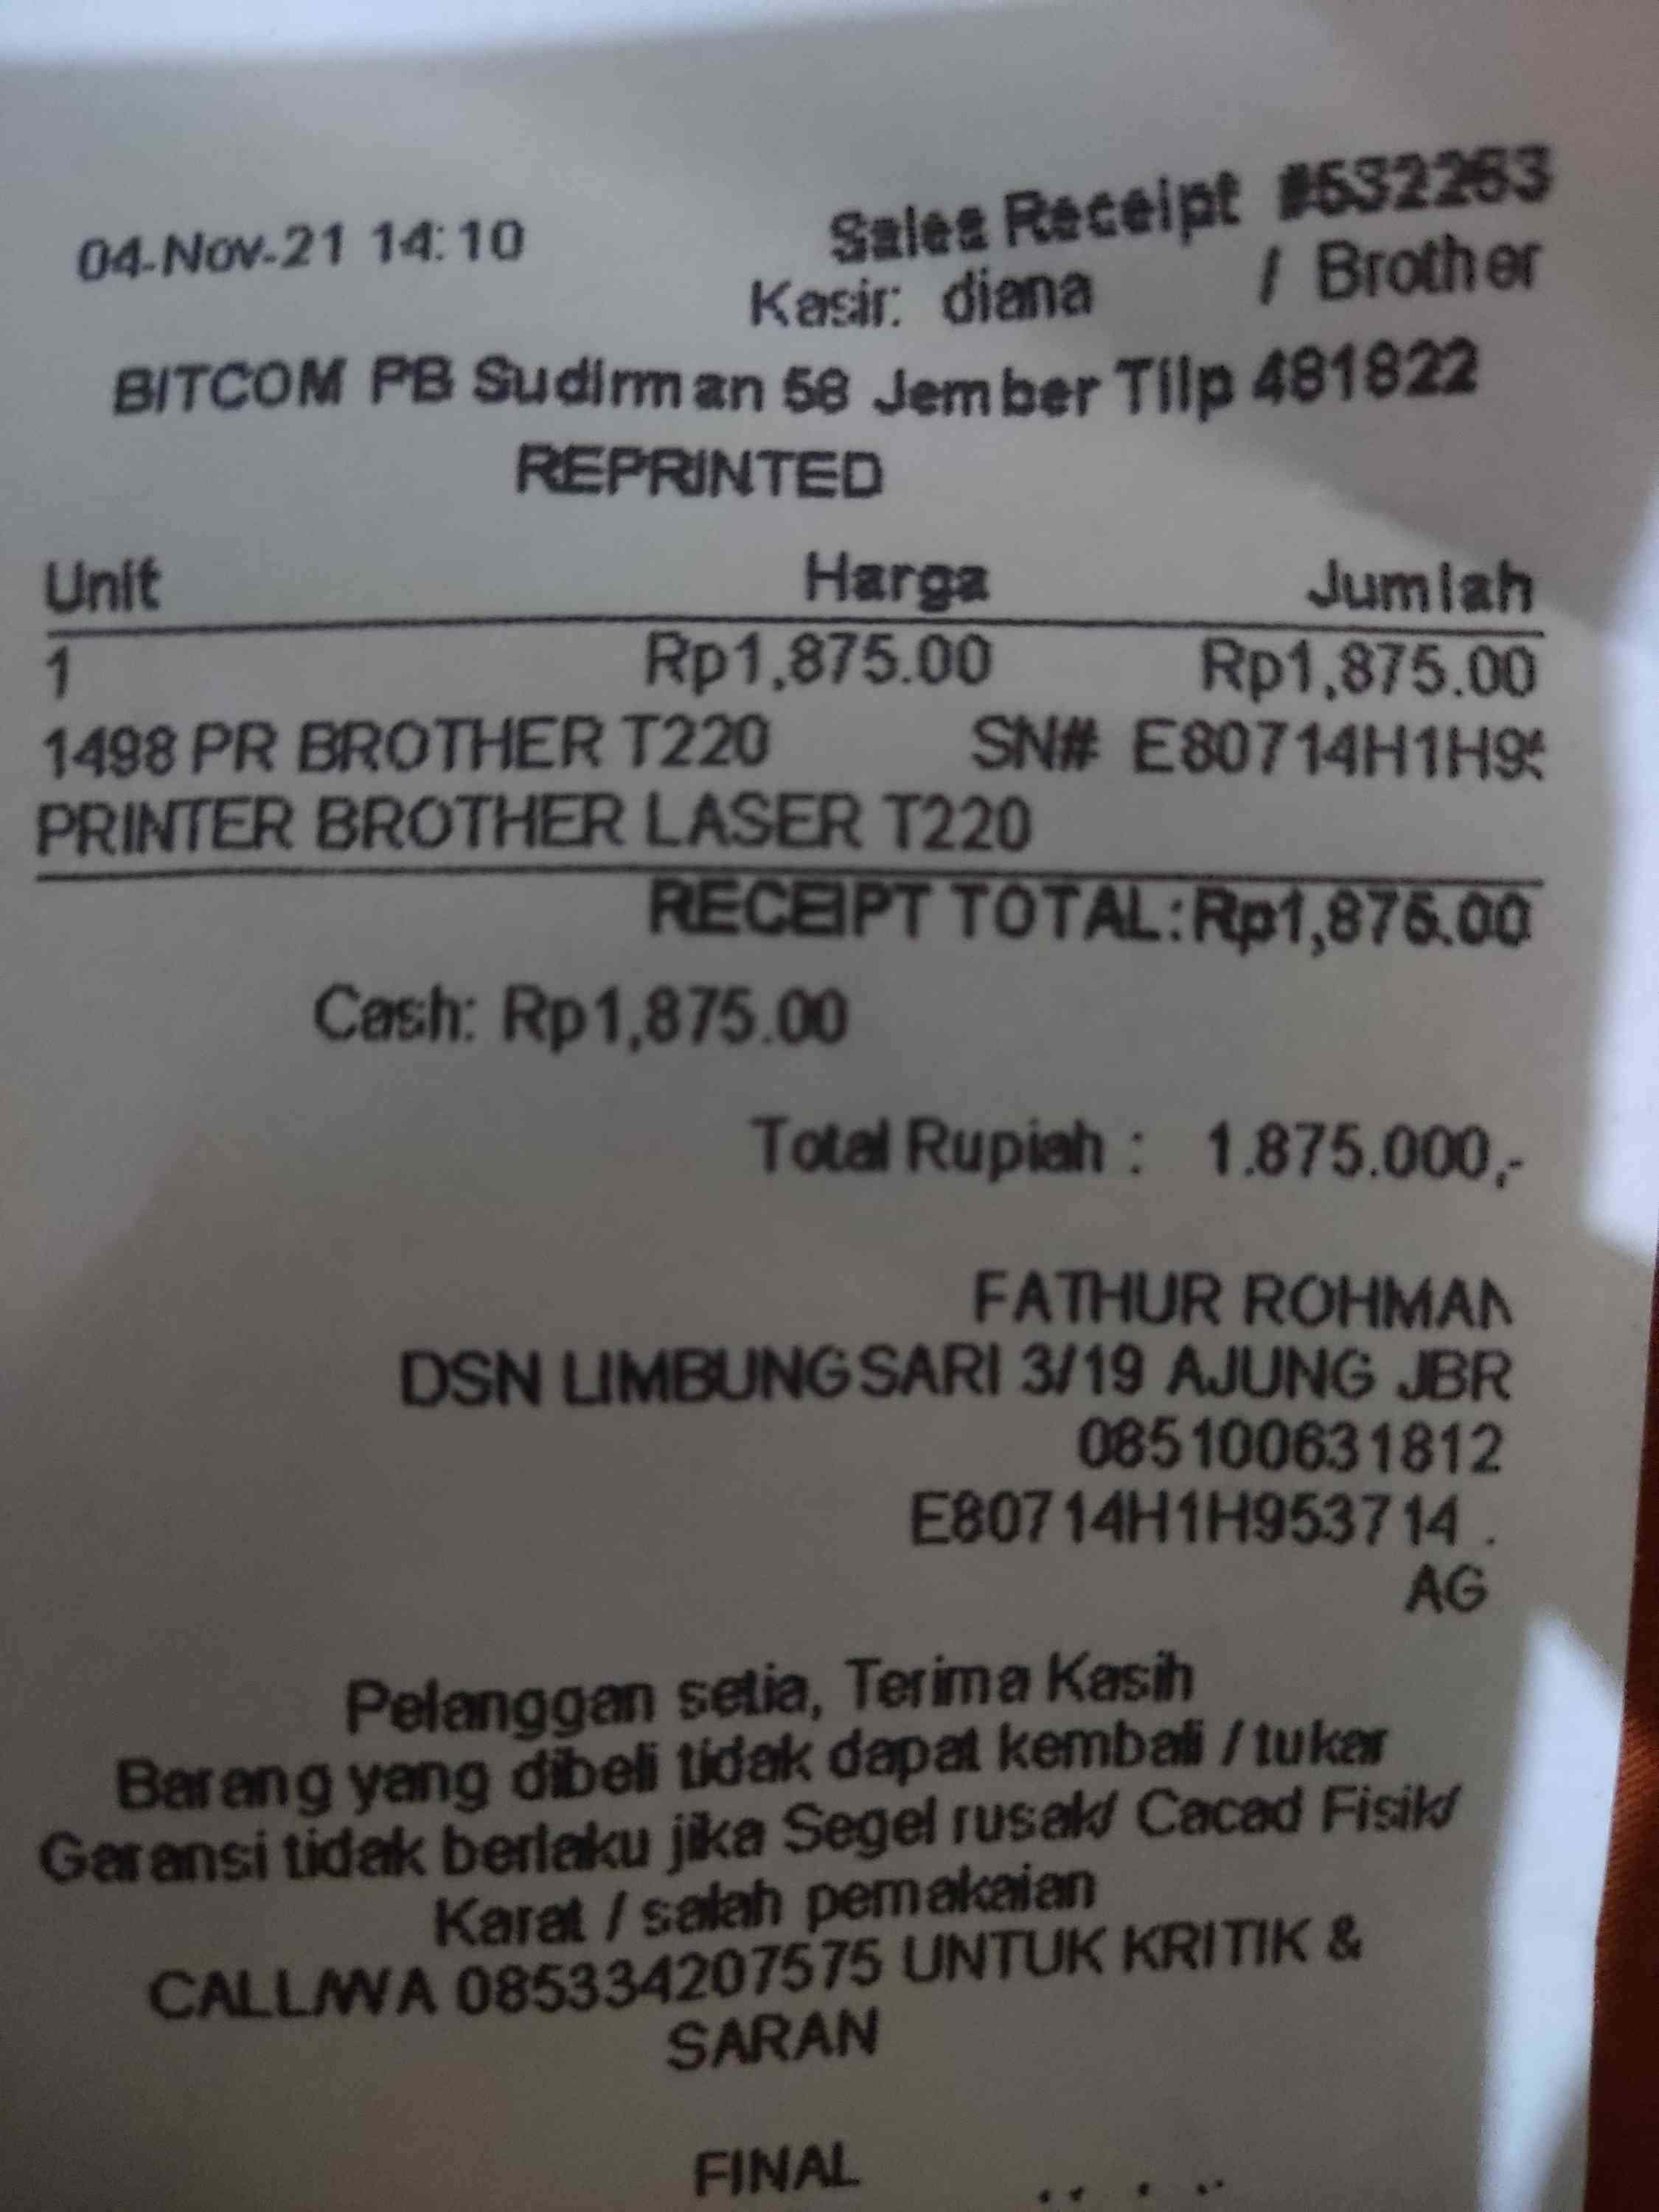 04-Nov-21 14:10 Sales Receipt #532253
Kasir: diana / Brother
BITCOM PB Sudirman 58 Jember Tilp 481822
REPRINTED
Unit Harga Jumlah
1 Rp1,875.00 Rp1,875.00
1498 PR BROTHER T220 SN# E80714H1H95
PRINTER BROTHER LASER T220
RECEIPT TOTAL: Rp1,875.00
Cash: Rp1,875.00
Total Rupiah : 1.875.000,-
FATHUR ROHMAN
DSN LIMBUNGSARI 3/19 AJUNG JBR
085100631812
E80714H1H953714 .
AG
Pelanggan setia, Terima Kasih
Barang yang dibeli tidak dapat kembali / tukar
Garansi tidak berlaku jika Segel rusak/ Cacad Fisik/
Karat / salah pemakaian
CALL/WA 085334207575 UNTUK KRITIK &
SARAN
FINAL